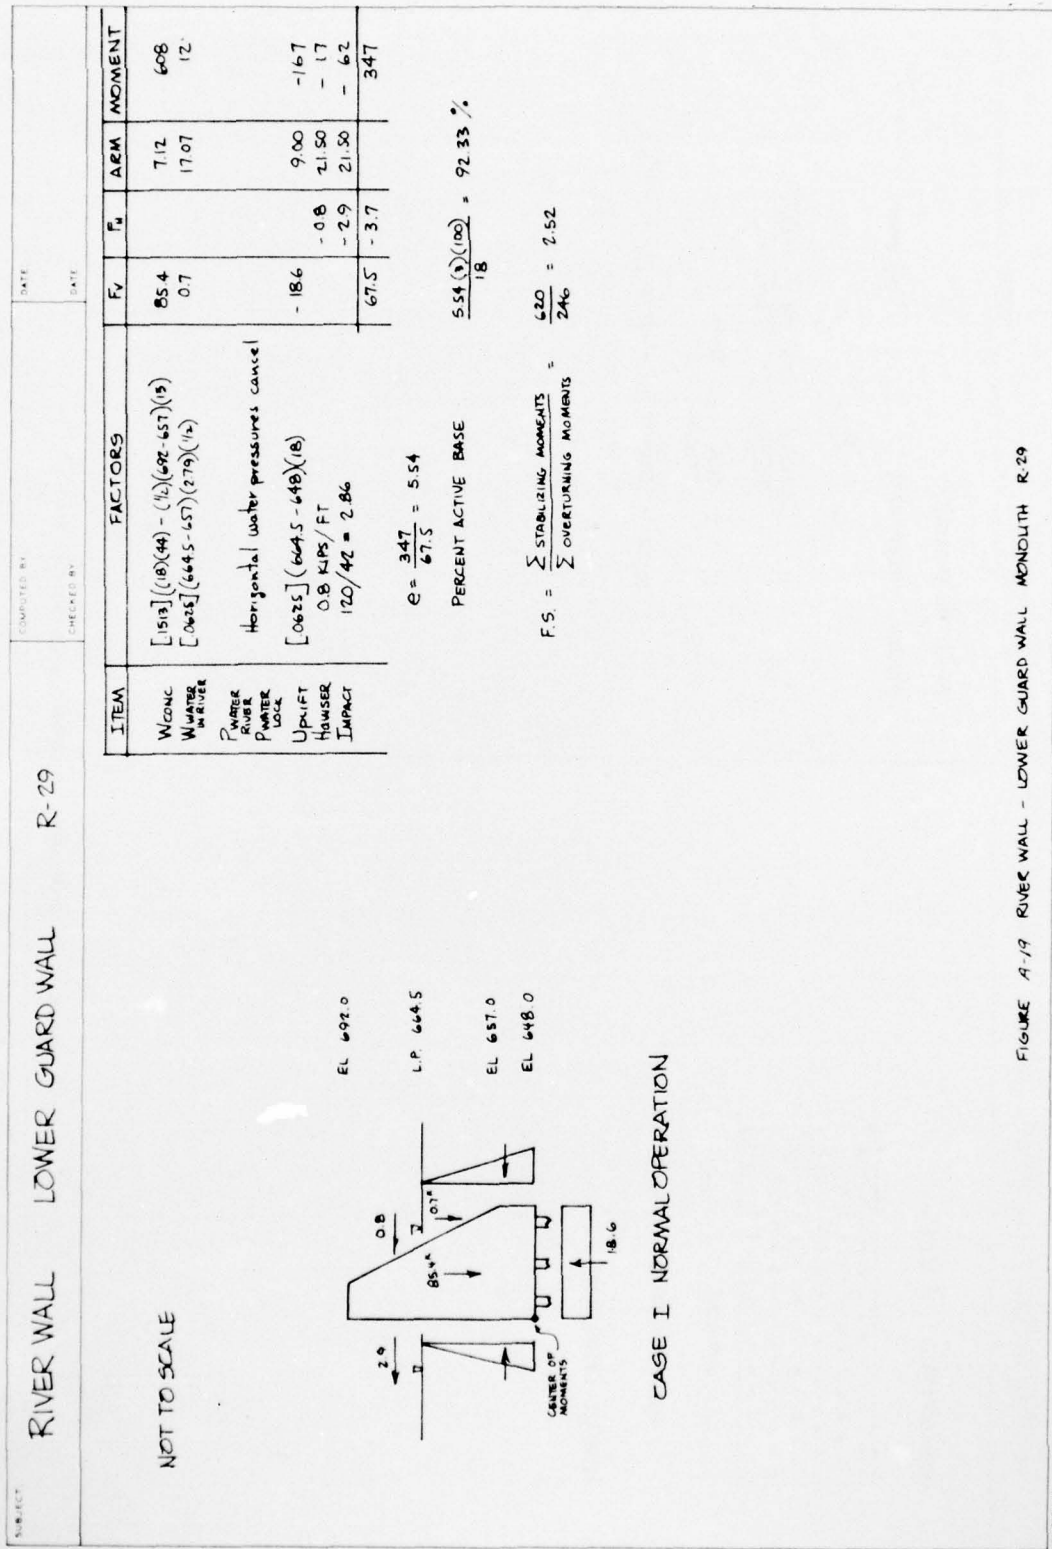 SUBJECT
COMPUTED BY
DATE
CHECKED BY
DATE
RIVER WALL LOWER GUARD WALL R-29
NOT TO SCALE
ITEM FACTORS Fv FH ARM MOMENT
WCONC [.1513][(18)(44) - (1/2)(692-657)(13) 85.4 7.12 608
WWATER IN RIVER [.0625](664.5-657)(2.79)(1/2) 0.7 17.07 12
PWATER RIVER
PWATER LOCK
Horizontal water pressures cancel
UPLIFT [.0625](664.5-648)(18) -18.6 9.00 -167
HAWSER 0.8 KIPS/FT -0.8 21.50 -17
IMPACT 120/42 = 2.86 -2.9 21.50 -62
67.5 -3.7 347
e = 347/67.5 = 5.54
PERCENT ACTIVE BASE 5.54 (3)(100)/18 = 92.33 %
F.S. = Σ STABILIZING MOMENTS / Σ OVERTURNING MOMENTS = 620/246 = 2.52
EL 692.0
L.P. 664.5
EL 657.0
EL 648.0
2.9
0.8
0.7K
85.4K
18.6
CENTER OF
MOMENTS
CASE I NORMAL OPERATION
FIGURE A-19 RIVER WALL - LOWER GUARD WALL MONOLITH R-29